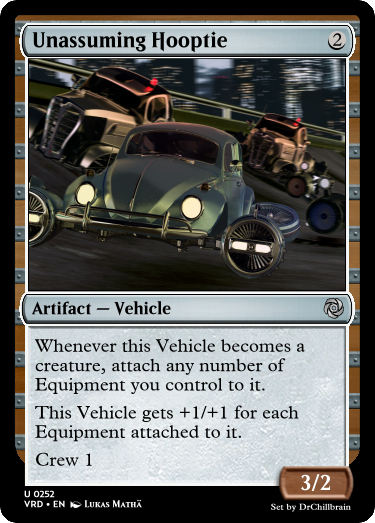 Unassuming Hooptie
2
Artifact — Vehicle
Whenever this Vehicle becomes a
creature, attach any number of
Equipment you control to it.
This Vehicle gets +1/+1 for each
Equipment attached to it.
Crew 1
3/2
U 0252
VRD • EN Lukas Mathä
Set by DrChillbrain